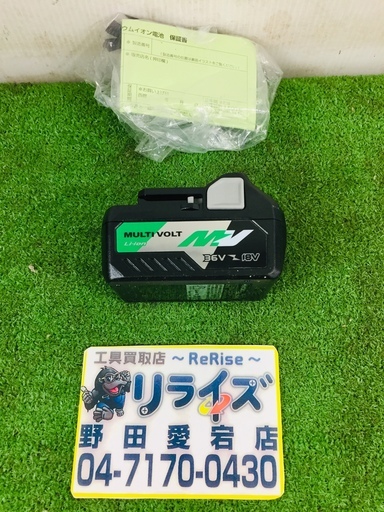 ウムイオン電池 保証書
MULTI VOLT
Li-ion
MV
36V 18V
工具買取店 ～ReRise～
リライズ
野田愛宕店
04-7170-0430